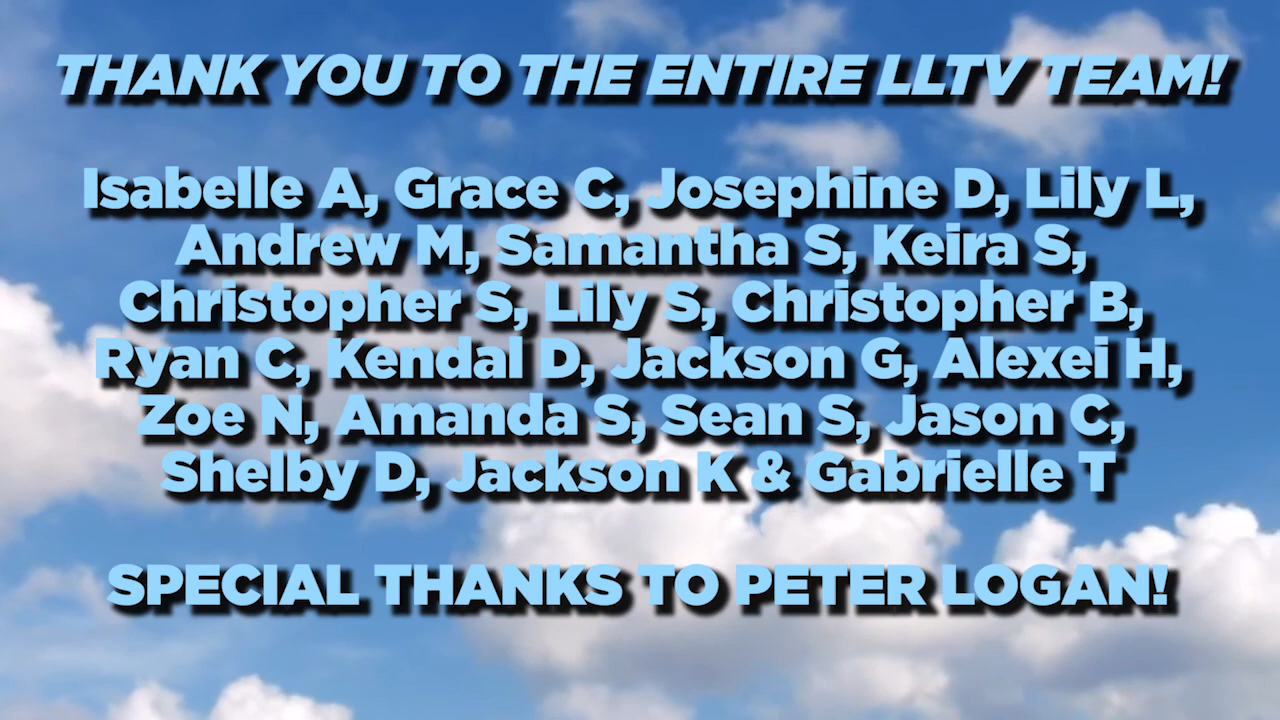 THANK YOU TO THE ENTIRE LLTV TEAM!
Isabelle A, Grace C, Josephine D, Lily L,
Andrew M, Samantha S, Keira S,
Christopher S, Lily S, Christopher B,
Ryan C, Kendal D, Jackson G, Alexei H,
Zoe N, Amanda S, Sean S, Jason C,
Shelby D, Jackson K & Gabrielle T
SPECIAL THANKS TO PETER LOGAN!